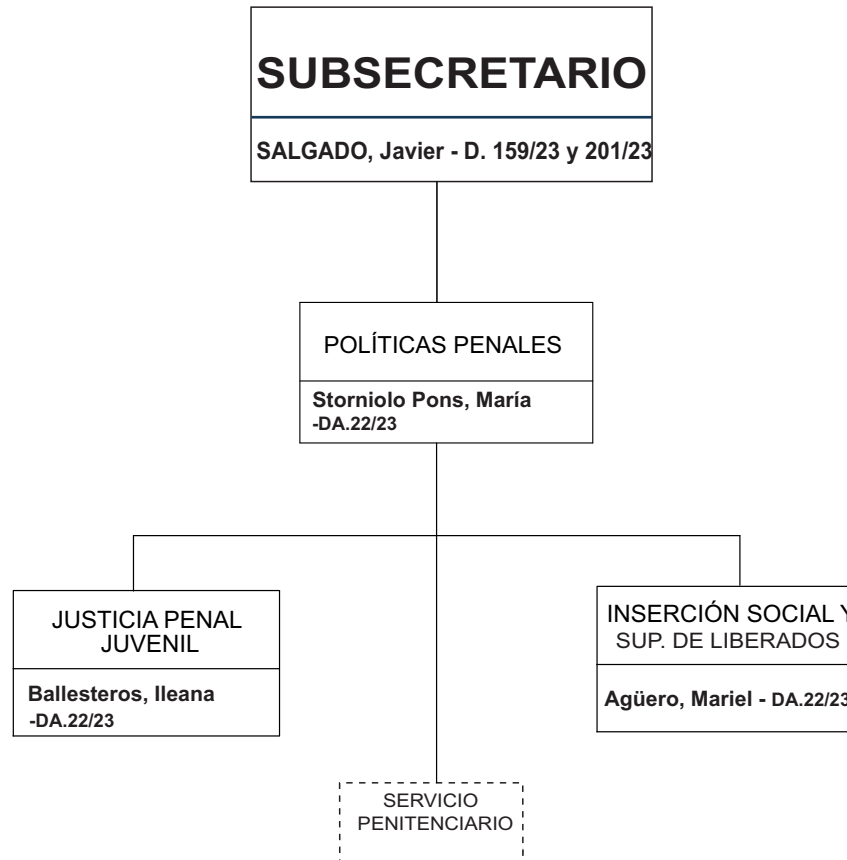 SUBSECRETARIO
SALGADO, Javier - D. 159/23 y 201/23
POLÍTICAS PENALES
Storniolo Pons, María
-DA.22/23
JUSTICIA PENAL
JUVENIL
Ballesteros, Ileana
-DA.22/23
INSERCIÓN SOCIAL Y
SUP. DE LIBERADOS
Agüero, Mariel - DA.22/23
SERVICIO
PENITENCIARIO